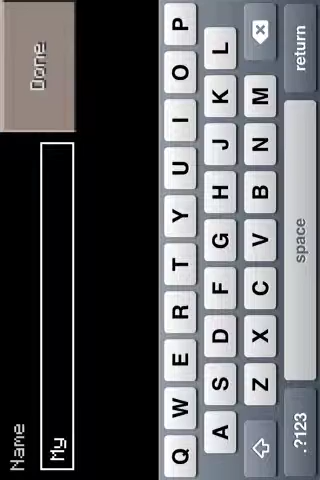 Name
Done
My
Q W E R T Y U I O P
A S D F G H J K L
Z X C V B N M
.?123 space return